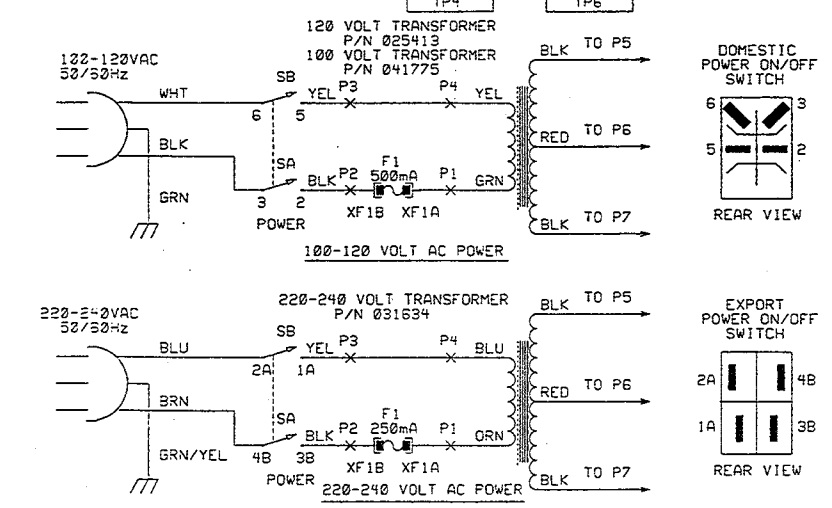 TP4
TP6
120 VOLT TRANSFORMER
P/N 025413
100 VOLT TRANSFORMER
P/N 041775
100-120VAC
50/60Hz
WHT
SB
6
5
YEL
P3
P4
YEL
BLK
SA
3
2
POWER
BLK
P2
F1
500mA
P1
GRN
XF1B
XF1A
GRN
100-120 VOLT AC POWER
BLK
TO P5
RED
TO P6
BLK
TO P7
DOMESTIC
POWER ON/OFF
SWITCH
6
3
5
2
REAR VIEW
220-240VAC
50/60Hz
220-240 VOLT TRANSFORMER
P/N 031634
BLU
SB
2A
1A
YEL
P3
P4
BLU
BRN
SA
4B
3B
POWER
BLK
P2
F1
250mA
P1
ORN
XF1B
XF1A
GRN/YEL
220-240 VOLT AC POWER
BLK
TO P5
RED
TO P6
BLK
TO P7
EXPORT
POWER ON/OFF
SWITCH
2A
4B
1A
3B
REAR VIEW